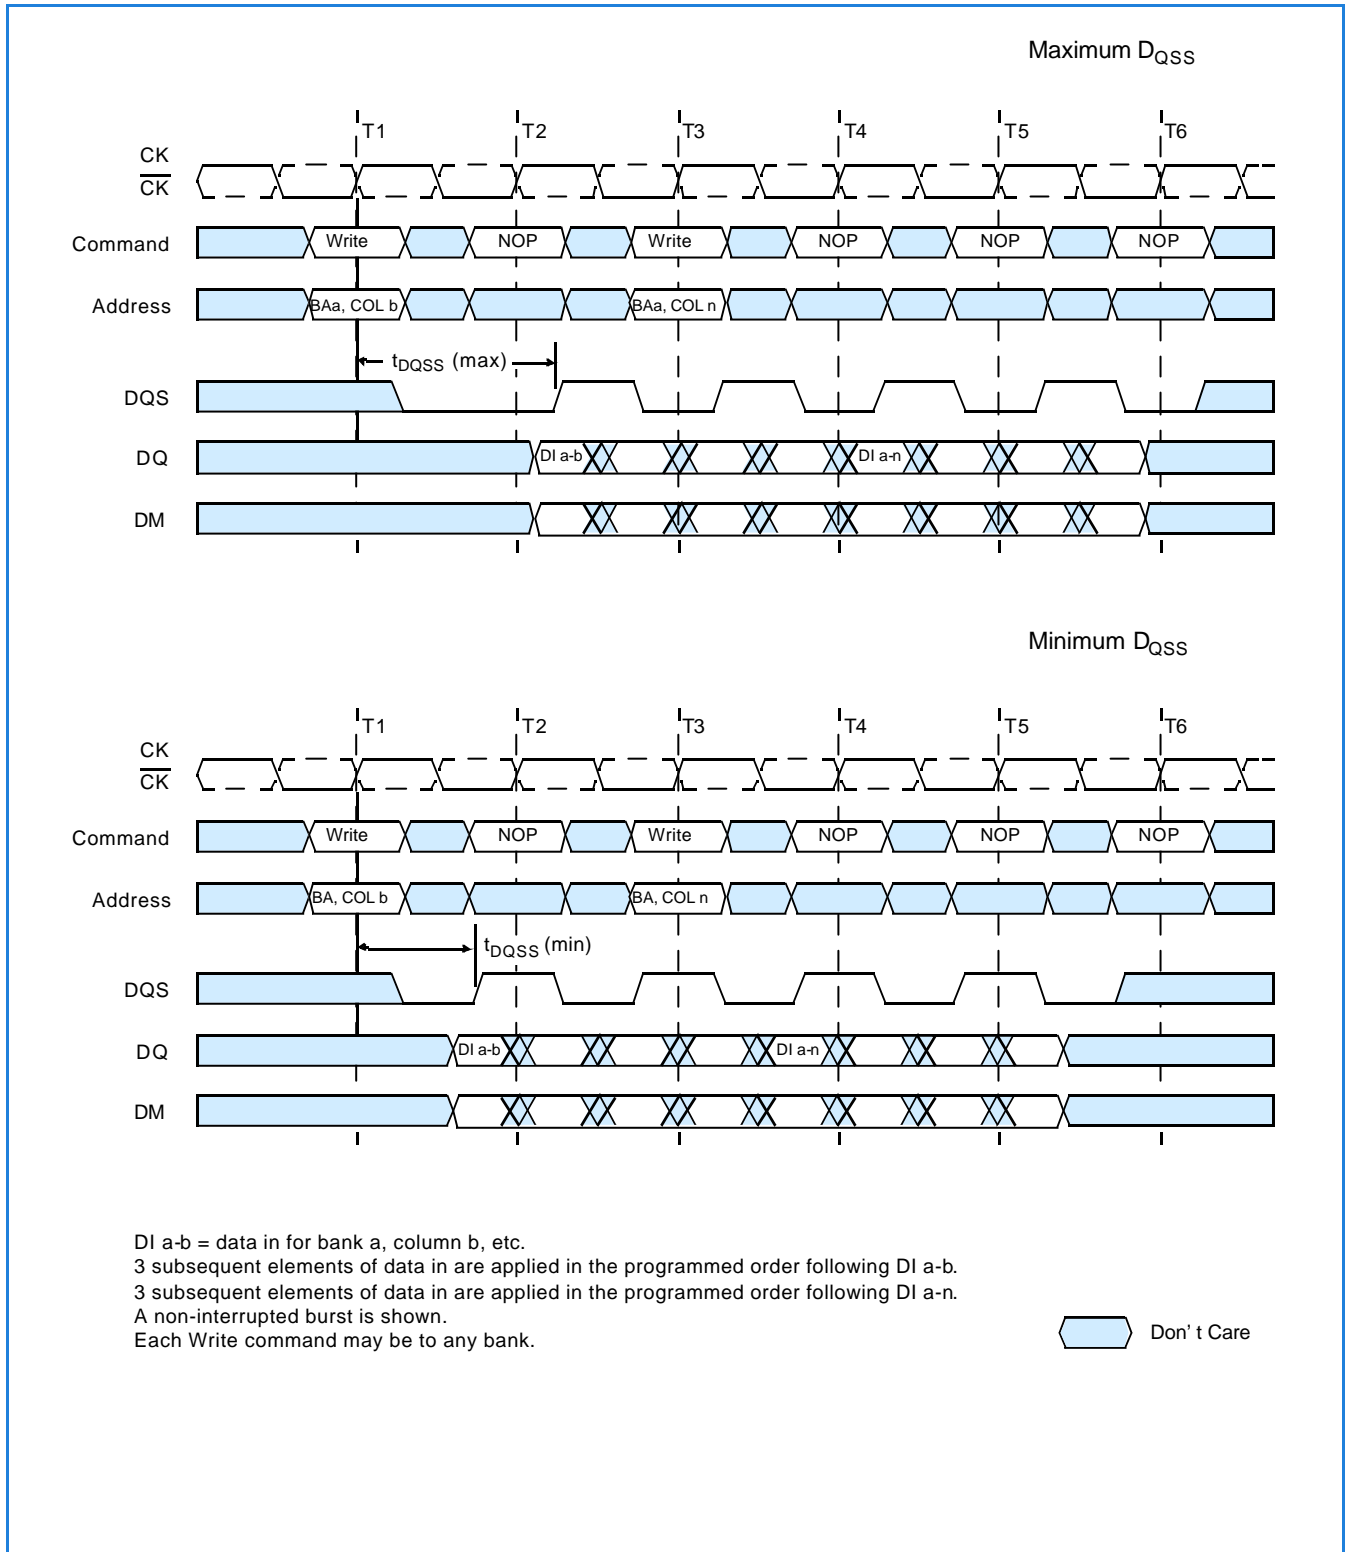 Maximum DQSS
T1 T2 T3 T4 T5 T6
CK
CK
Command Write NOP Write NOP NOP NOP
Address BAa, COL b BAa, COL n
tDQSS (max)
DQS
DQ DI a-b DI a-n
DM
Minimum DQSS
T1 T2 T3 T4 T5 T6
CK
CK
Command Write NOP Write NOP NOP NOP
Address BA, COL b BA, COL n
tDQSS (min)
DQS
DQ DI a-b DI a-n
DM
DI a-b = data in for bank a, column b, etc.
3 subsequent elements of data in are applied in the programmed order following DI a-b.
3 subsequent elements of data in are applied in the programmed order following DI a-n.
A non-interrupted burst is shown.
Each Write command may be to any bank.
Don' t Care